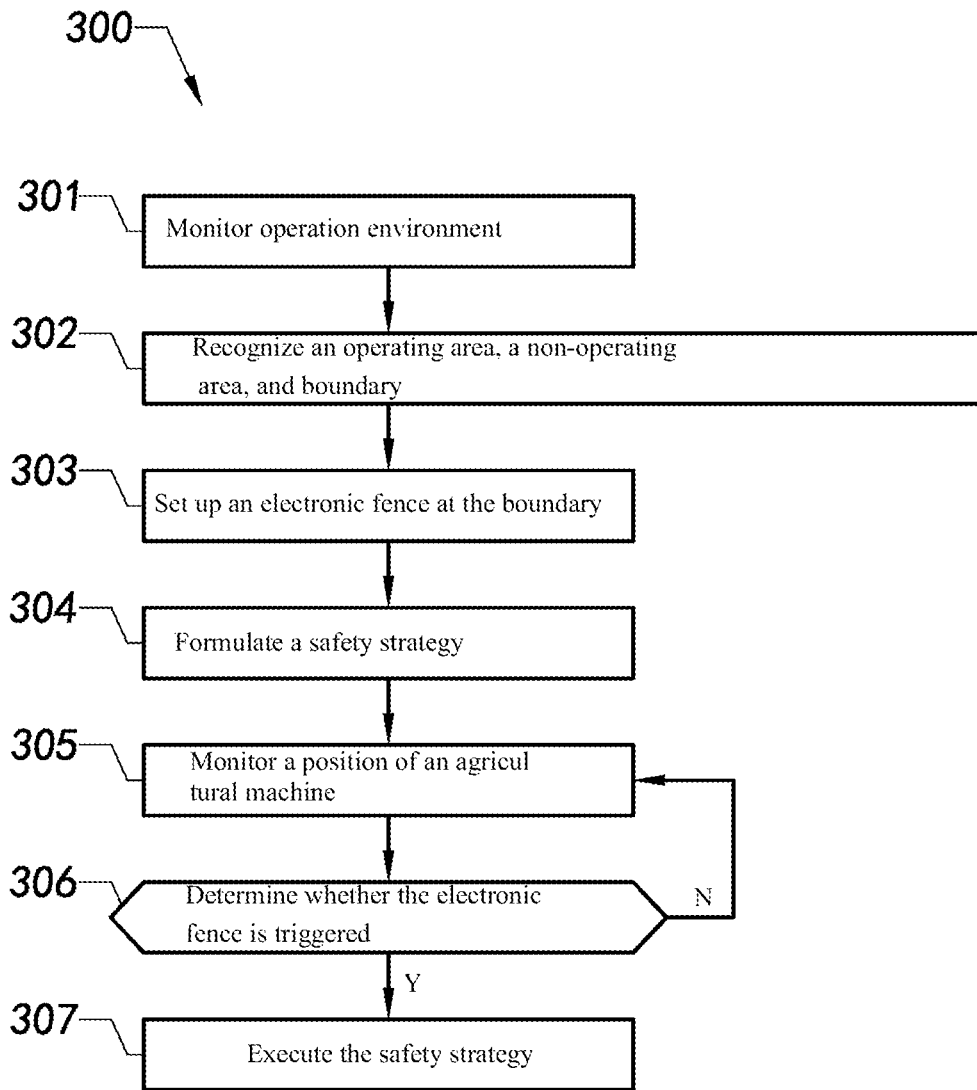 300
301
Monitor operation environment
302
Recognize an operating area, a non-operating
area, and boundary
303
Set up an electronic fence at the boundary
304
Formulate a safety strategy
305
Monitor a position of an agricul
tural machine
306
Determine whether the electronic
fence is triggered
N
Y
307
Execute the safety strategy